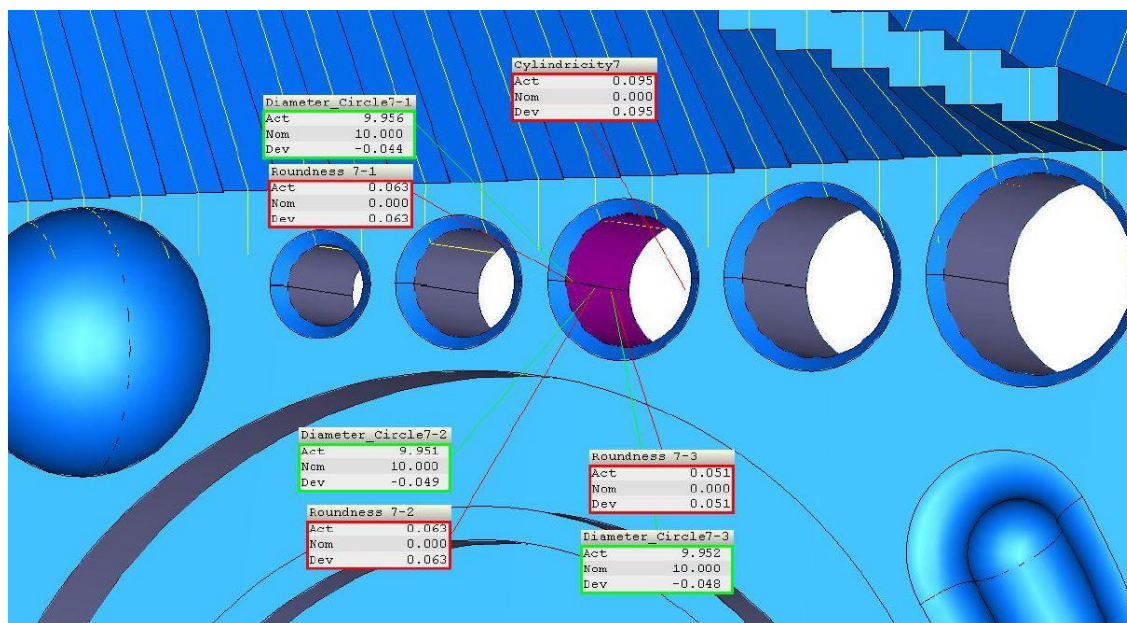 Cylindricity7
Act 0.095
Nom 0.000
Dev 0.095
Diameter_Circle7-1
Act 9.956
Nom 10.000
Dev -0.044
Roundness 7-1
Act 0.063
Nom 0.000
Dev 0.063
Diameter_Circle7-2
Act 9.951
Nom 10.000
Dev -0.049
Roundness 7-2
Act 0.063
Nom 0.000
Dev 0.063
Roundness 7-3
Act 0.051
Nom 0.000
Dev 0.051
Diameter_Circle7-3
Act 9.952
Nom 10.000
Dev -0.048